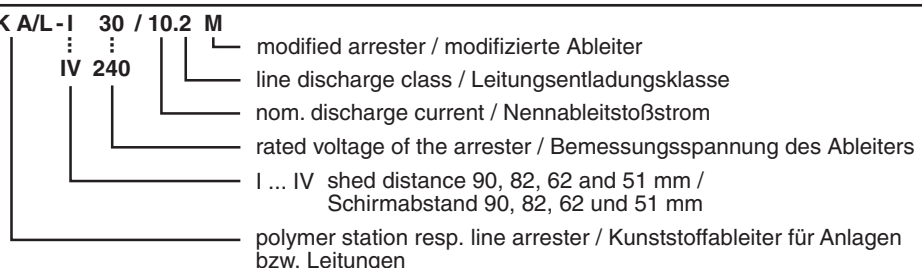 K A/L-I 30 / 10.2 M
IV 240
modified arrester / modifizierte Ableiter
line discharge class / Leitungsentladungsklasse
nom. discharge current / Nennableitstoßstrom
rated voltage of the arrester / Bemessungsspannung des Ableiters
I ... IV shed distance 90, 82, 62 and 51 mm /
Schirmabstand 90, 82, 62 und 51 mm
polymer station resp. line arrester / Kunststoffableiter für Anlagen
bzw. Leitungen